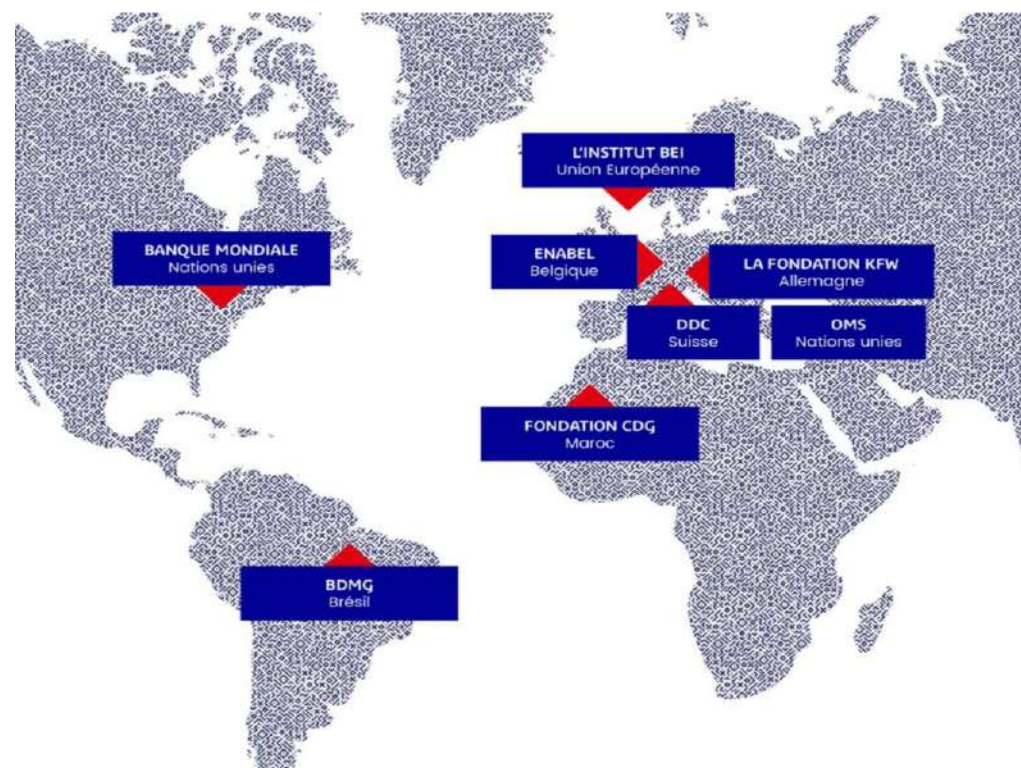 L'INSTITUT BEI
Union Européenne
BANQUE MONDIALE
Nations unies
ENABEL
Belgique
LA FONDATION KFW
Allemagne
DDC
Suisse
OMS
Nations unies
FONDATION CDG
Maroc
BDMG
Brésil